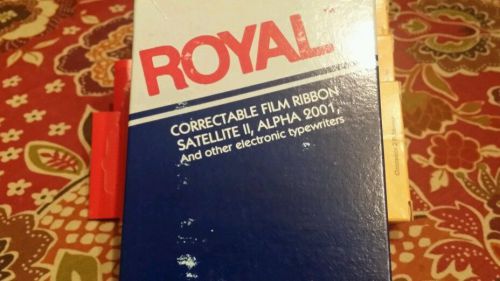 ROYAL
CORRECTABLE FILM RIBBON
SATELLITE II, ALPHA 2001,
And other electronic typewriters